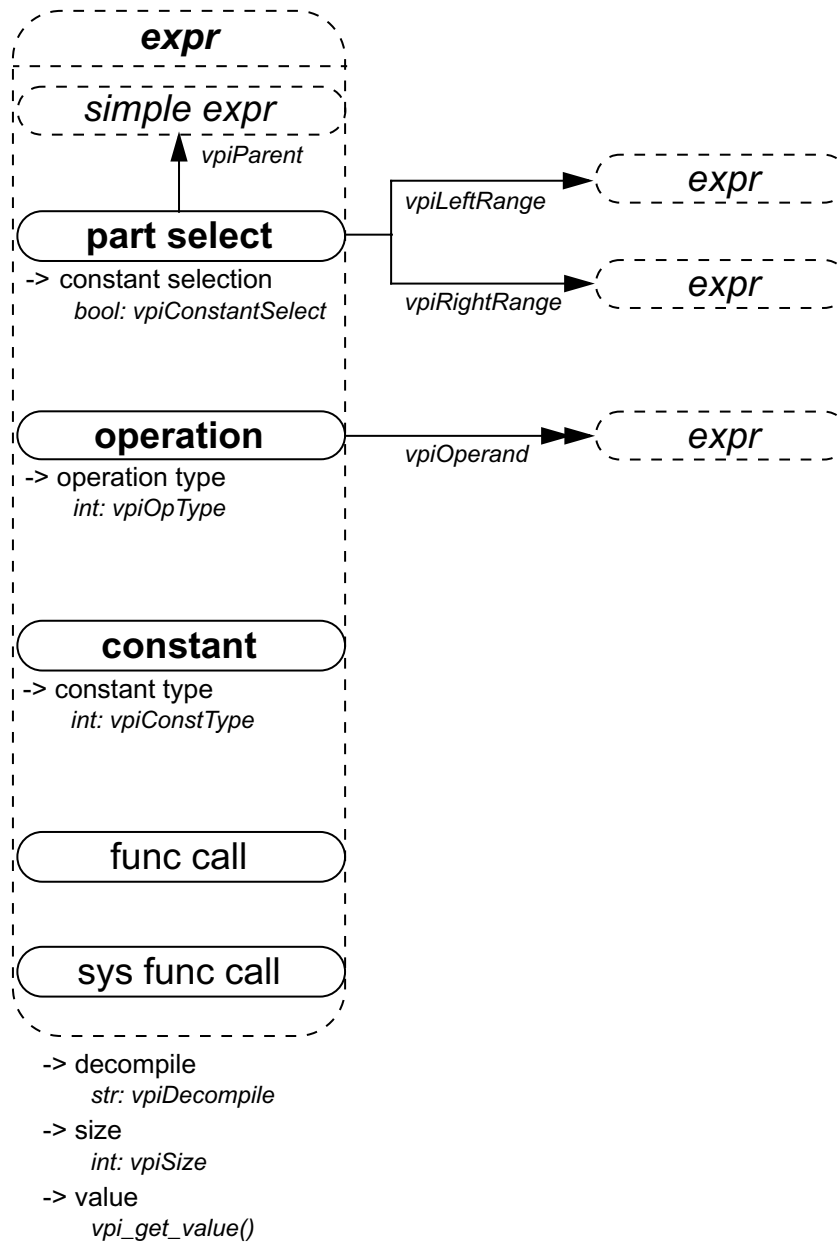 expr
simple expr
vpiParent
part select
vpiLeftRange
expr
-> constant selection
bool: vpiConstantSelect
vpiRightRange
expr
operation
vpiOperand
expr
-> operation type
int: vpiOpType
constant
-> constant type
int: vpiConstType
func call
sys func call
-> decompile
str: vpiDecompile
-> size
int: vpiSize
-> value
vpi_get_value()